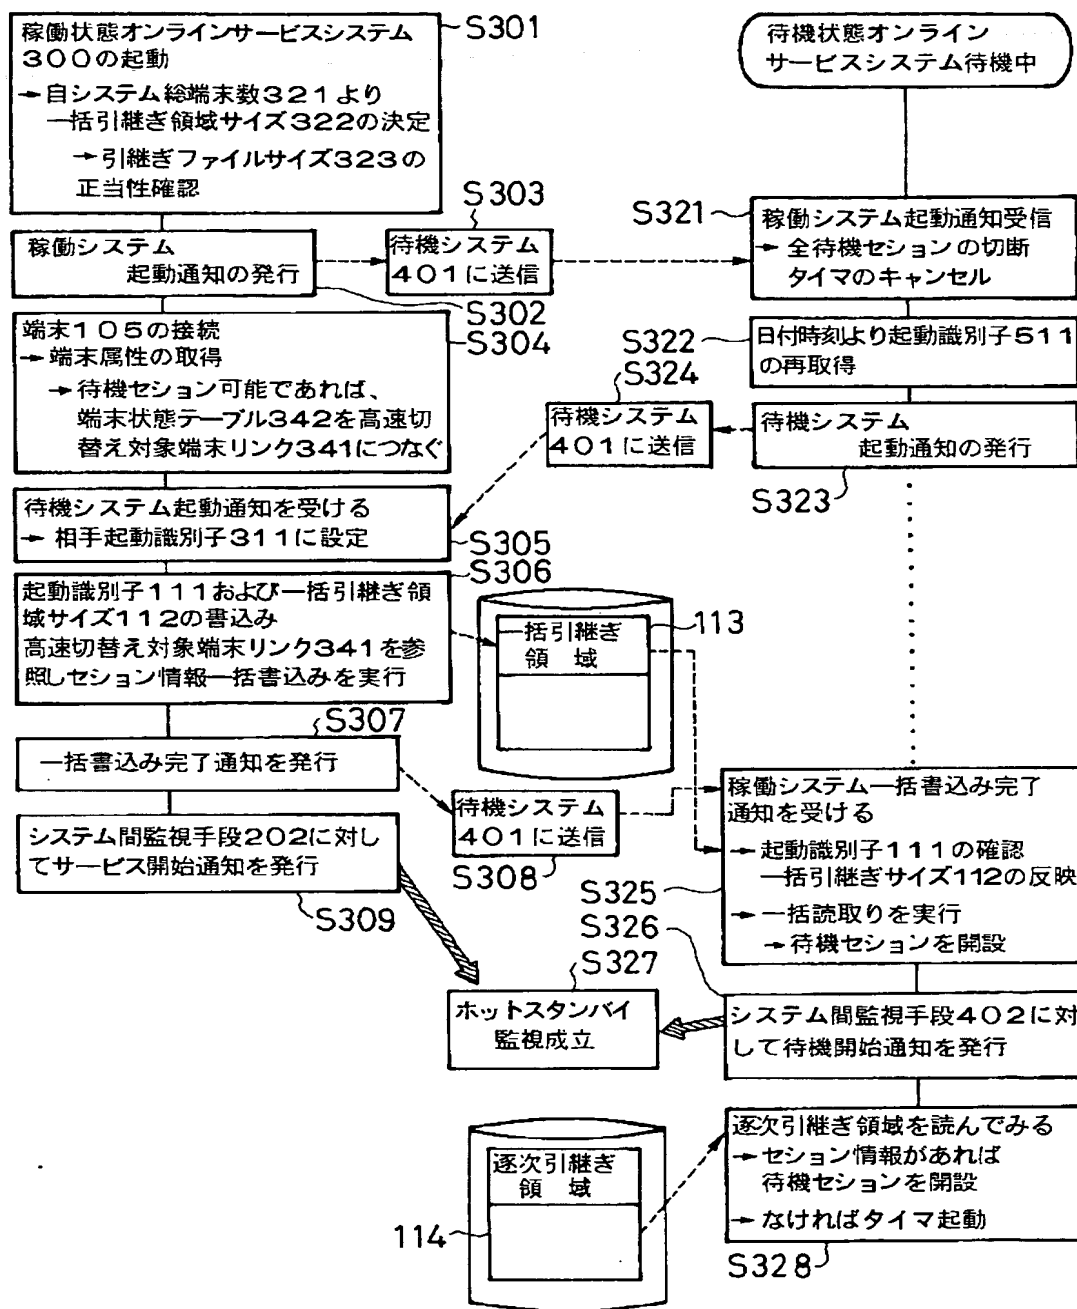 稼働状態オンラインサービスシステム
300の起動
→自システム総端末数321より
一括引継ぎ領域サイズ322の決定
→引継ぎファイルサイズ323の
正当性確認
S301
待機状態オンライン
サービスシステム待機中
稼働システム
起動通知の発行
S302
S303
待機システム
401に送信
S321
稼働システム起動通知受信
→全待機セションの切断
タイマのキャンセル
端末105の接続
→端末属性の取得
→待機セション可能であれば、
端末状態テーブル342を高速切
替え対象端末リンク341につなぐ
S304
S322
日付時刻より起動識別子511
の再取得
S324
待機システム
401に送信
待機システム
起動通知の発行
S323
待機システム起動通知を受ける
→相手起動識別子311に設定
S305
S306
起動識別子111および一括引継ぎ領
域サイズ112の書込み
高速切替え対象端末リンク341を参
照しセション情報一括書込みを実行
一括引継ぎ
領域
113
S307
一括書込み完了通知を発行
待機システム
401に送信
S308
稼働システム一括書込み完了
通知を受ける
→起動識別子111の確認
一括引継ぎサイズ112の反映
→一括読取りを実行
→待機セションを開設
S325
システム間監視手段202に対し
てサービス開始通知を発行
S309
S326
S327
ホットスタンバイ
監視成立
システム間監視手段402に対
して待機開始通知を発行
逐次引継ぎ
領域
114
逐次引継ぎ領域を読んでみる
→セション情報があれば
待機セションを開設
→なければタイマ起動
S328